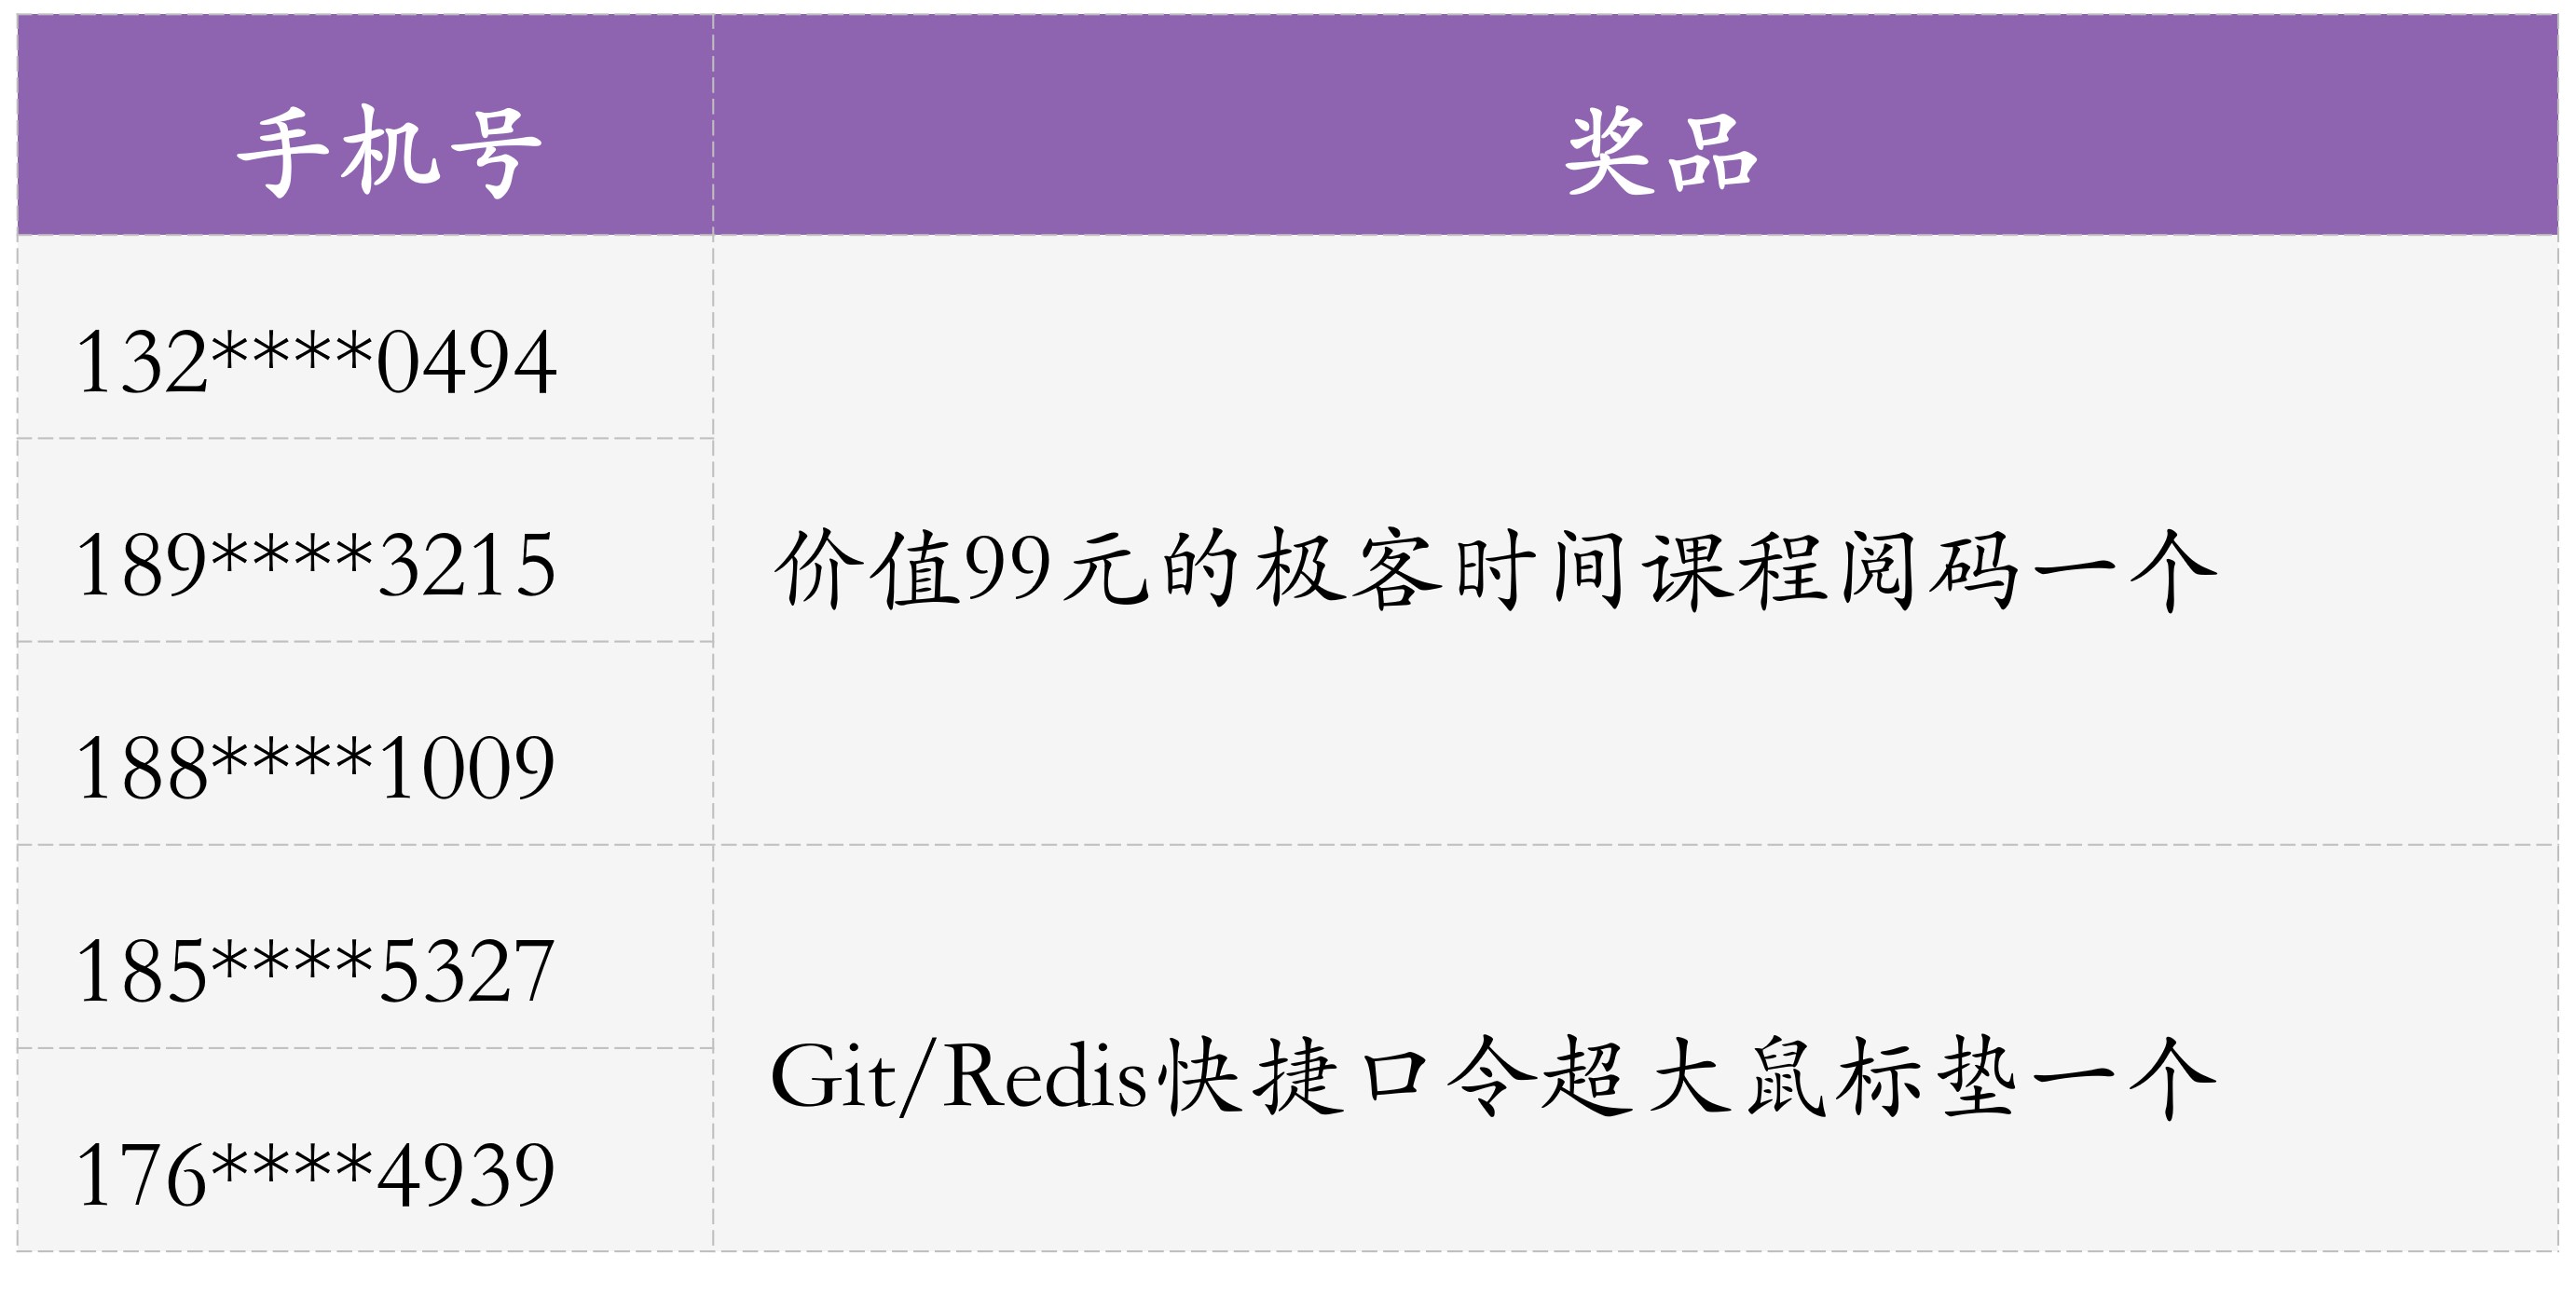 手机号
奖品
132****0494
189****3215
价值99元的极客时间课程阅码一个
188****1009
185****5327
Git/Redis快捷口令超大鼠标垫一个
176****4939